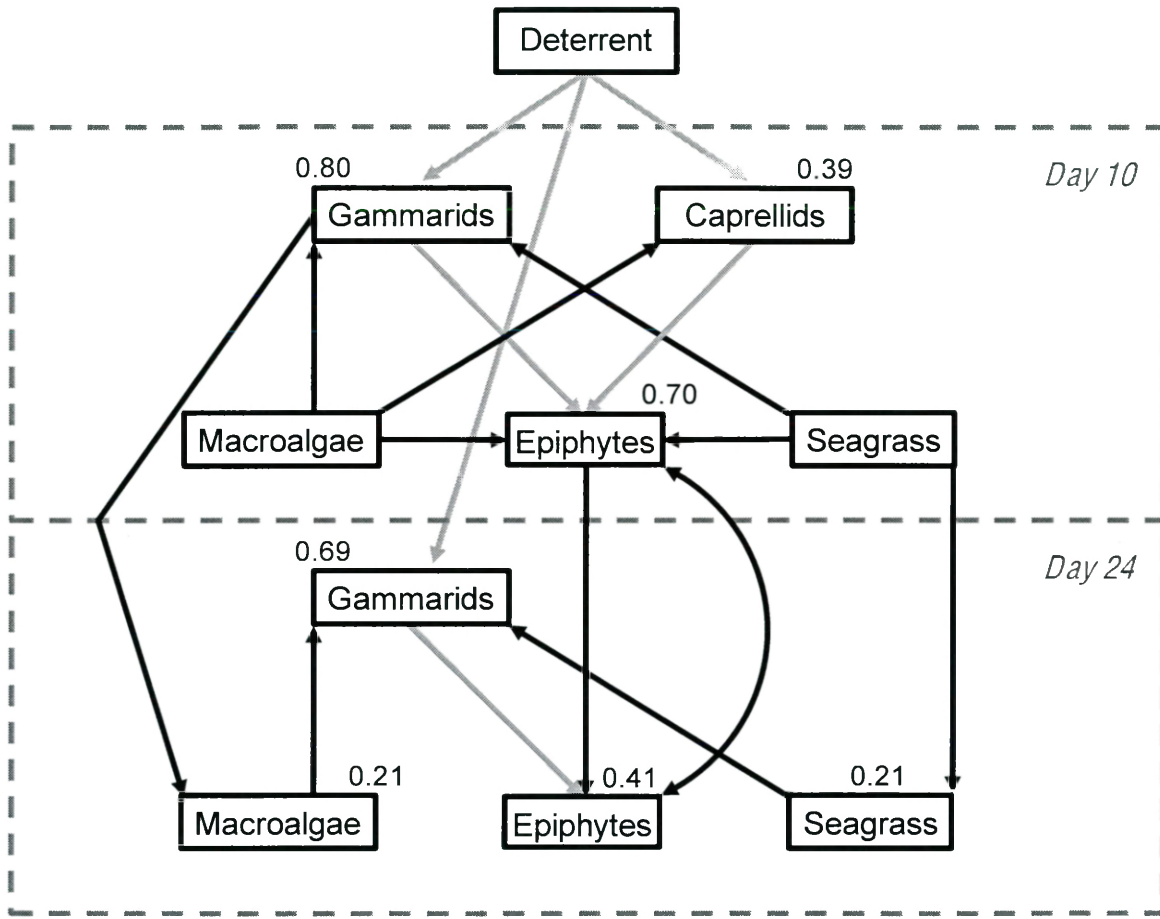 Deterrent
Day 10
0.80
0.39
Gammarids
Caprellids
0.70
Macroalgae
Epiphytes
Seagrass
Day 24
0.69
Gammarids
0.21
0.41
0.21
Macroalgae
Epiphytes
Seagrass